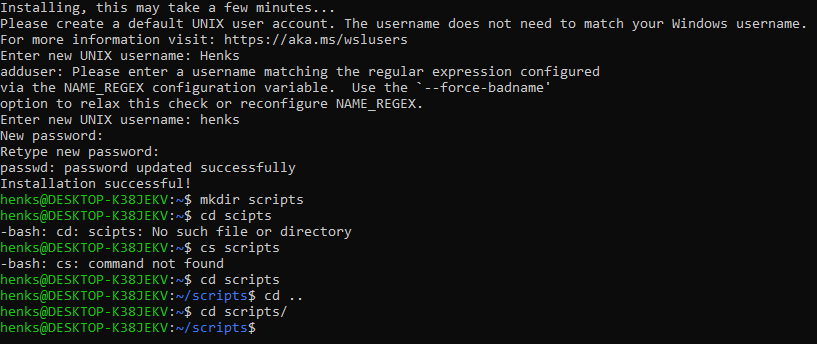 Installing, this may take a few minutes...
Please create a default UNIX user account. The username does not need to match your Windows username.
For more information visit: https://aka.ms/wslusers
Enter new UNIX username: Henks
adduser: Please enter a username matching the regular expression configured
via the NAME_REGEX configuration variable.  Use the `--force-badname'
option to relax this check or reconfigure NAME_REGEX.
Enter new UNIX username: henks
New password:
Retype new password:
passwd: password updated successfully
Installation successful!
henks@DESKTOP-K38JEKV:~$ mkdir scripts
henks@DESKTOP-K38JEKV:~$ cd scipts
-bash: cd: scipts: No such file or directory
henks@DESKTOP-K38JEKV:~$ cs scripts
-bash: cs: command not found
henks@DESKTOP-K38JEKV:~$ cd scripts
henks@DESKTOP-K38JEKV:~/scripts$ cd ..
henks@DESKTOP-K38JEKV:~$ cd scripts/
henks@DESKTOP-K38JEKV:~/scripts$